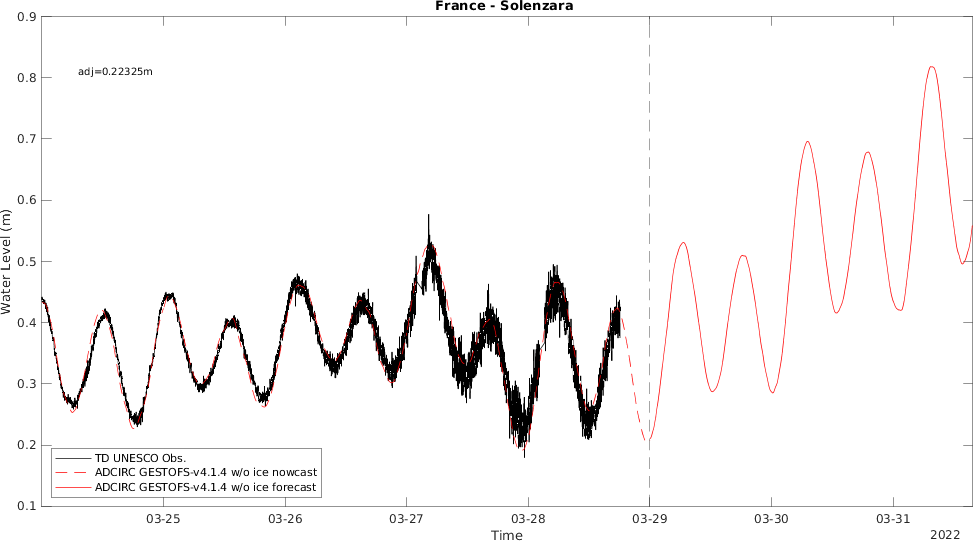 France - Solenzara
adj=0.22325m
Water Level (m)
0.9
0.8
0.7
0.6
0.5
0.4
0.3
0.2
0.1
TD UNESCO Obs.
ADCIRC GESTOFS-v4.1.4 w/o ice nowcast
ADCIRC GESTOFS-v4.1.4 w/o ice forecast
03-25 03-26 03-27 03-28 03-29 03-30 03-31
Time
2022